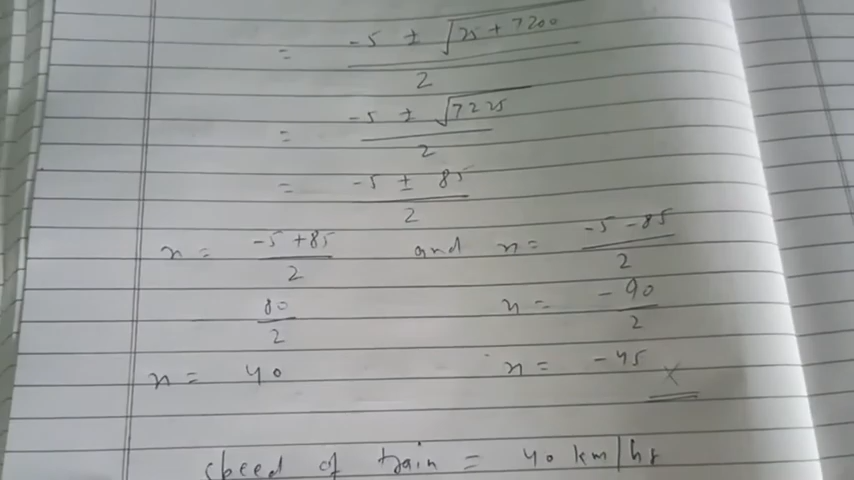 = (-5 ± √(25 + 7200)) / 2
= (-5 ± √7225) / 2
= (-5 ± 85) / 2
x = (-5 + 85) / 2 and x = (-5 - 85) / 2
80 / 2 x = -90 / 2
x = 40 x = -45 ×
speed of train = 40 km/hr